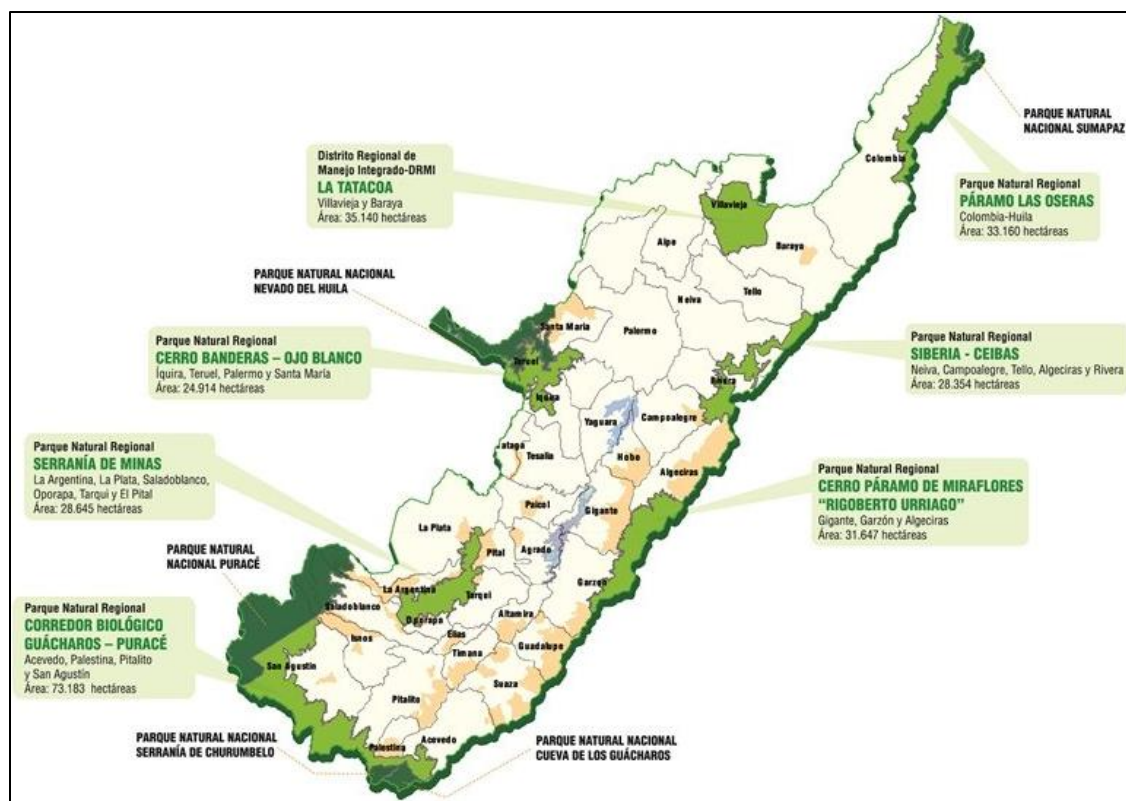 PARQUE NATURAL
NACIONAL SUMAPAZ
Distrito Regional de
Manejo Integrado-DRMI
LA TATACOA
Villavieja y Baraya
Área: 35.140 hectáreas
Parque Natural Regional
PÁRAMO LAS OSERAS
Colombia-Huila
Área: 33.160 hectáreas
PARQUE NATURAL NACIONAL
NEVADO DEL HUILA
Parque Natural Regional
CERRO BANDERAS – OJO BLANCO
Íquira, Teruel, Palermo y Santa María
Área: 24.914 hectáreas
Parque Natural Regional
SIBERIA - CEIBAS
Neiva, Campoalegre, Tello, Algeciras y Rivera
Área: 28.354 hectáreas
Parque Natural Regional
SERRANÍA DE MINAS
La Argentina, La Plata, Saladoblanco,
Oporapa, Tarqui y El Pital
Área: 28.645 hectáreas
Parque Natural Regional
CERRO PÁRAMO DE MIRAFLORES
“RIGOBERTO URRIAGO”
Gigante, Garzón y Algeciras
Área: 31.647 hectáreas
PARQUE NATURAL
NACIONAL PURACÉ
Parque Natural Regional
CORREDOR BIOLÓGICO
GUÁCHAROS – PURACÉ
Acevedo, Palestina, Pitalito
y San Agustín
Área: 73.183 hectáreas
PARQUE NATURAL NACIONAL
SERRANÍA DE CHURUMBELO
PARQUE NATURAL NACIONAL
CUEVA DE LOS GUÁCHAROS
Colombia
Villavieja
Aipe
Baraya
Tello
Neiva
Santa María
Palermo
Teruel
Iquira
Yaguara
Campoalegre
Tesalia
Hobo
Algeciras
Paicol
Gigante
La Plata
Pital
Agrado
Garzón
La Argentina
Tarqui
Saladoblanco
Oporapa
Altamira
Elias
Isnos
Timana
Guadalupe
San Agustín
Suaza
Pitalito
Palestina
Acevedo